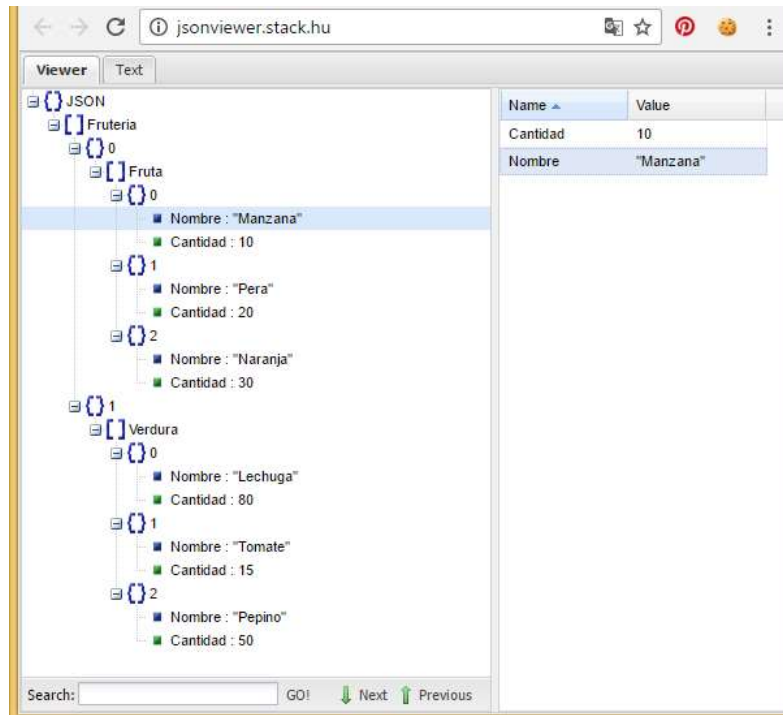 jsonviewer.stack.hu
Viewer Text
JSON
Fruteria
0
Fruta
0
Nombre : "Manzana"
Cantidad : 10
1
Nombre : "Pera"
Cantidad : 20
2
Nombre : "Naranja"
Cantidad : 30
1
Verdura
0
Nombre : "Lechuga"
Cantidad : 80
1
Nombre : "Tomate"
Cantidad : 15
2
Nombre : "Pepino"
Cantidad : 50
Search: GO! Next Previous
Name Value
Cantidad 10
Nombre "Manzana"